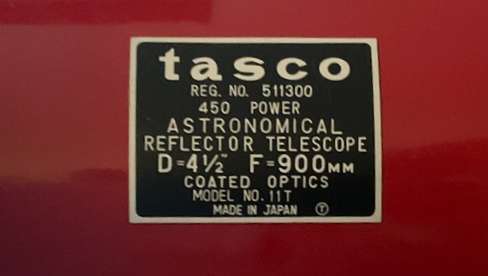 tasco
REG. NO. 511300
450 POWER
ASTRONOMICAL
REFLECTOR TELESCOPE
D=4½" F=900MM
COATED OPTICS
MODEL NO. 11T
MADE IN JAPAN Ⓣ